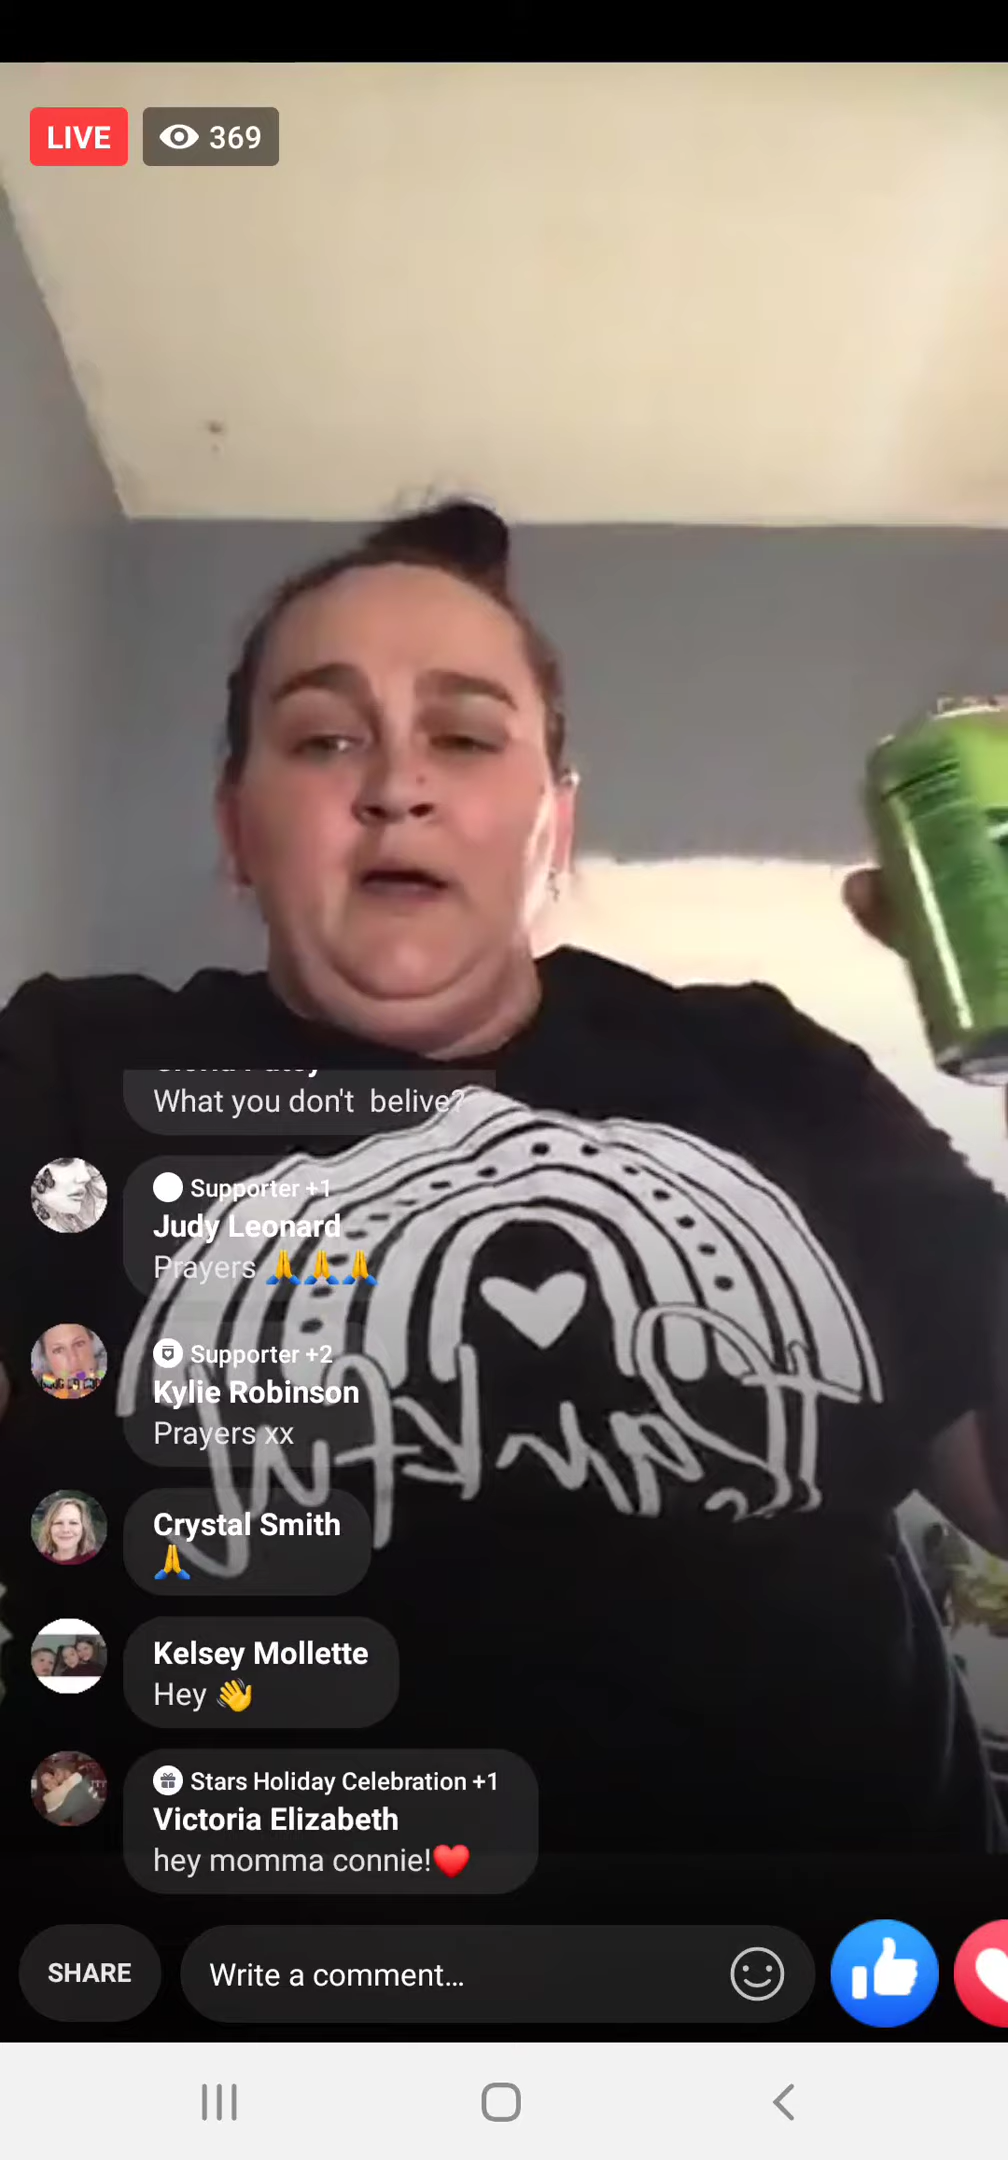 LIVE
369
What you don't belive?
Supporter +1
Judy Leonard
Prayers 🙏🙏🙏
Supporter +2
Kylie Robinson
Prayers xx
Crystal Smith
🙏
Kelsey Mollette
Hey 👋
Stars Holiday Celebration +1
Victoria Elizabeth
hey momma connie!❤️
SHARE
Write a comment...